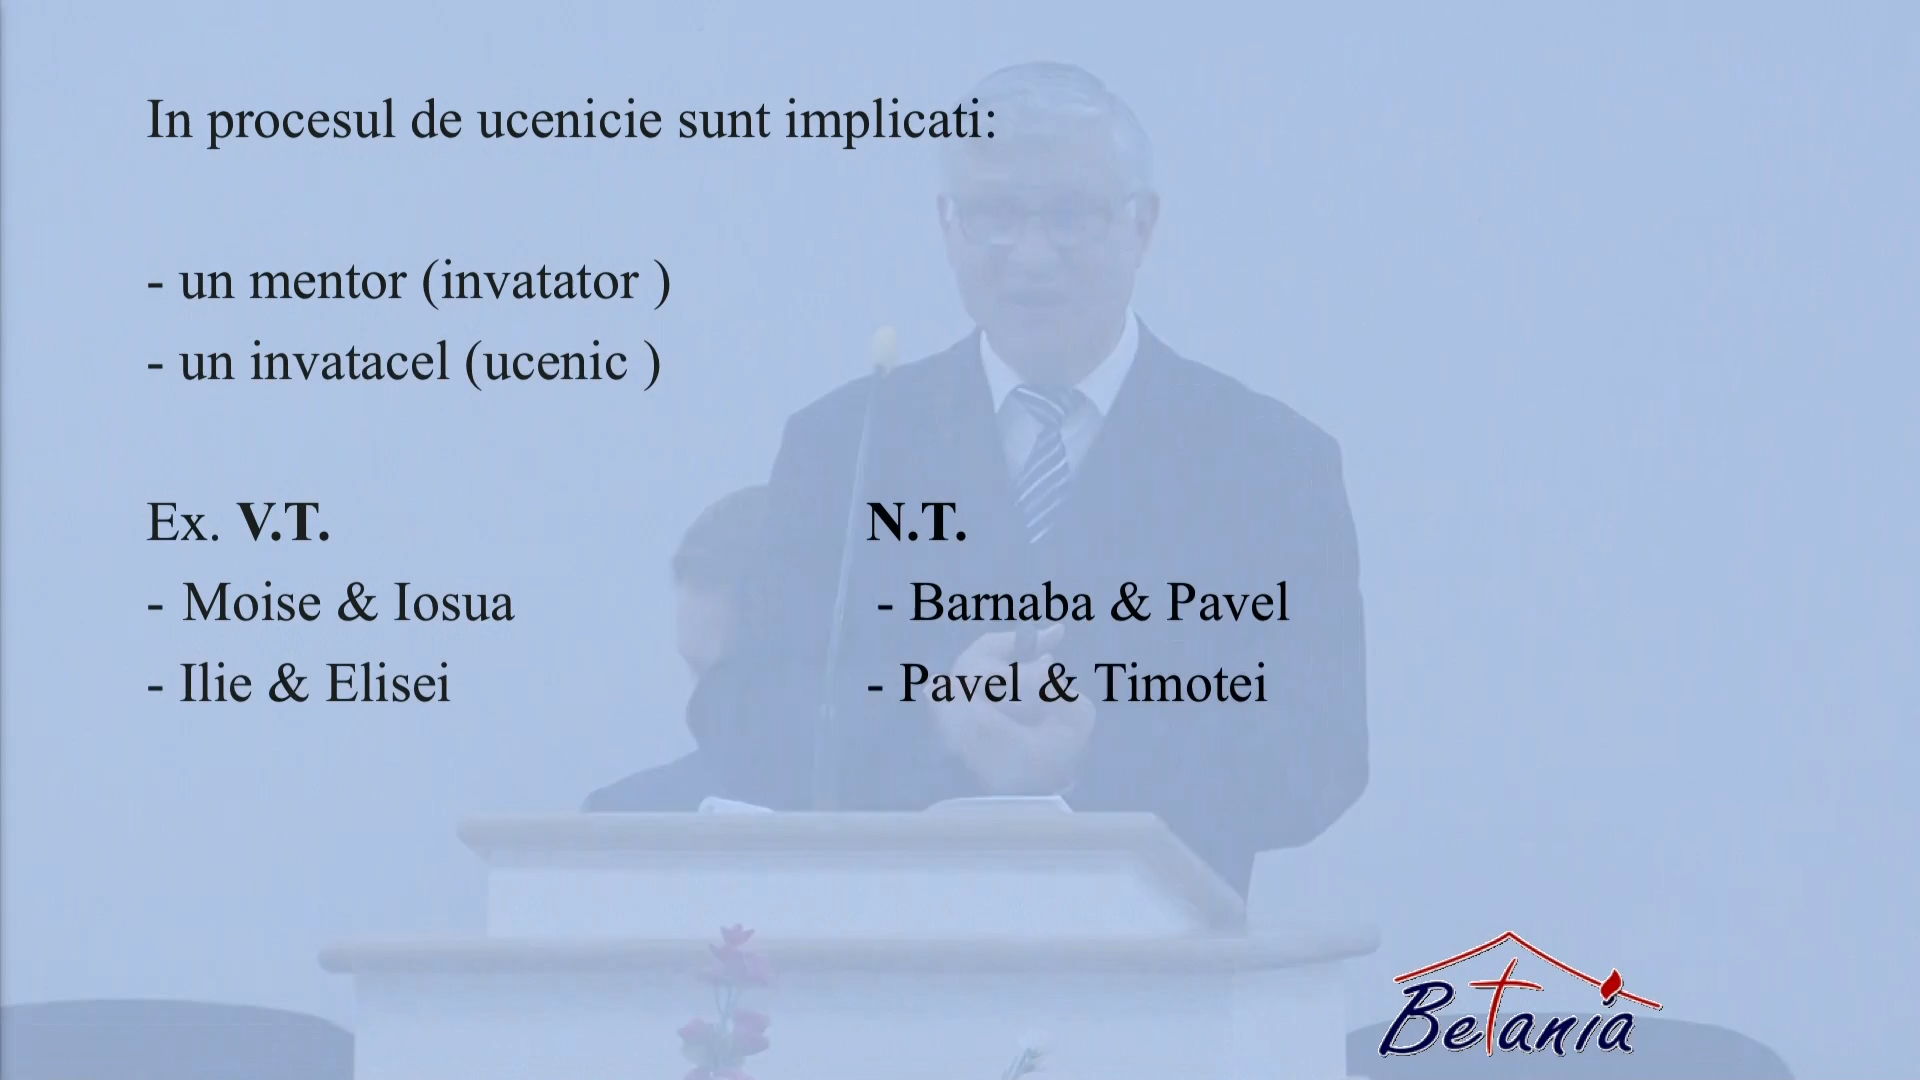 In procesul de ucenicie sunt implicati:
- un mentor (invatator )
- un invatacel (ucenic )
Ex. V.T.
- Moise & Iosua
- Ilie & Elisei
N.T.
- Barnaba & Pavel
- Pavel & Timotei
Betania